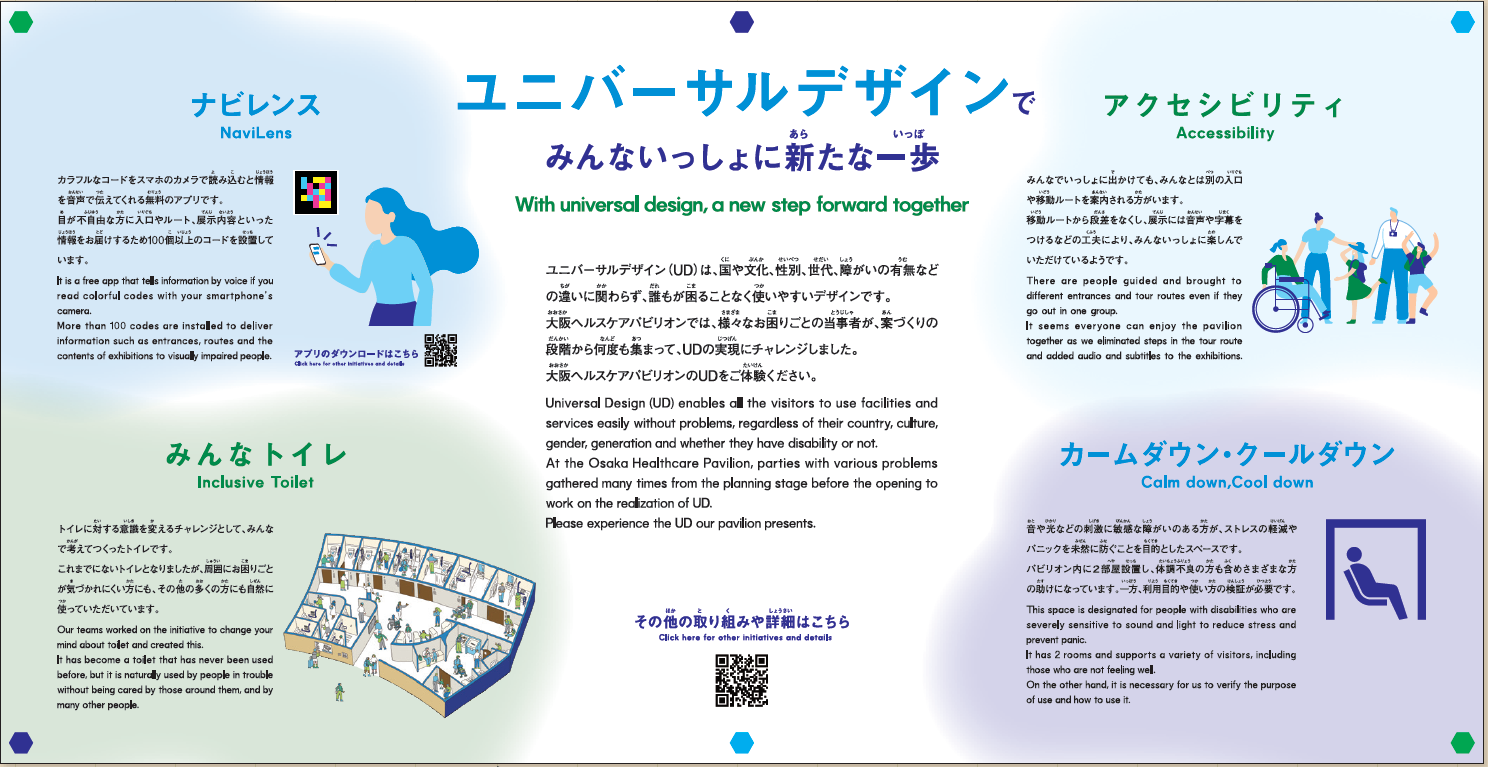 ユニバーサルデザインで
みんないっしょに新たな一歩
With universal design, a new step forward together
ユニバーサルデザイン(UD)は、国や文化、性別、世代、障がいの有無など
の違いに関わらず、誰もが困ることなく使いやすいデザインです。
大阪ヘルスケアパビリオンでは、様々なお困りごとの当事者が、案づくりの
段階から何度も集まって、UDの実現にチャレンジしました。
大阪ヘルスケアパビリオンのUDをご体験ください。
Universal Design (UD) enables all the visitors to use facilities and
services easily without problems, regardless of their country, culture,
gender, generation and whether they have disability or not.
At the Osaka Healthcare Pavilion, parties with various problems
gathered many times from the planning stage before the opening to
work on the realization of UD.
Please experience the UD our pavilion presents.
その他の取り組みや詳細はこちら
Click here for other initiatives and details
ナビレンス
NaviLens
カラフルなコードをスマホのカメラで読み込むと情報
を音声で伝えてくれる無料のアプリです。
目が不自由な方に入口やルート、展示内容といった
情報をお届けするため100個以上のコードを設置して
います。
It is a free app that tells information by voice if you
read colorful codes with your smartphone's
camera.
More than 100 codes are installed to deliver
information such as entrances, routes and the
contents of exhibitions to visually impaired people.
アプリのダウンロードはこちら
Click here for other initiatives and details
みんなトイレ
Inclusive Toilet
トイレに対する意識を変えるチャレンジとして、みんな
で考えてつくったトイレです。
これまでにないトイレとなりましたが、周囲にお困りごと
が気づかれにくい方にも、その他の多くの方にも自然に
使っていただいています。
Our teams worked on the initiative to change your
mind about toilet and created this.
It has become a toilet that has never been used
before, but it is naturally used by people in trouble
without being cared by those around them, and by
many other people.
アクセシビリティ
Accessibility
みんなでいっしょに出かけても、みんなとは別の入口
や移動ルートを案内される方がいます。
移動ルートから段差をなくし、展示には音声や字幕を
つけるなどの工夫により、みんないっしょに楽しんで
いただけているようです。
There are people guided and brought to
different entrances and tour routes even if they
go out in one group.
It seems everyone can enjoy the pavilion
together as we eliminated steps in the tour route
and added audio and subtitles to the exhibitions.
カームダウン・クールダウン
Calm down,Cool down
音や光などの刺激に敏感な障がいのある方が、ストレスの軽減や
パニックを未然に防ぐことを目的としたスペースです。
パビリオン内に2部屋設置し、体調不良の方も含めさまざまな方
の助けになっています。一方、利用目的や使い方の検証が必要です。
This space is designated for people with disabilities who are
severely sensitive to sound and light to reduce stress and
prevent panic.
It has 2 rooms and supports a variety of visitors, including
those who are not feeling well.
On the other hand, it is necessary for us to verify the purpose
of use and how to use it.